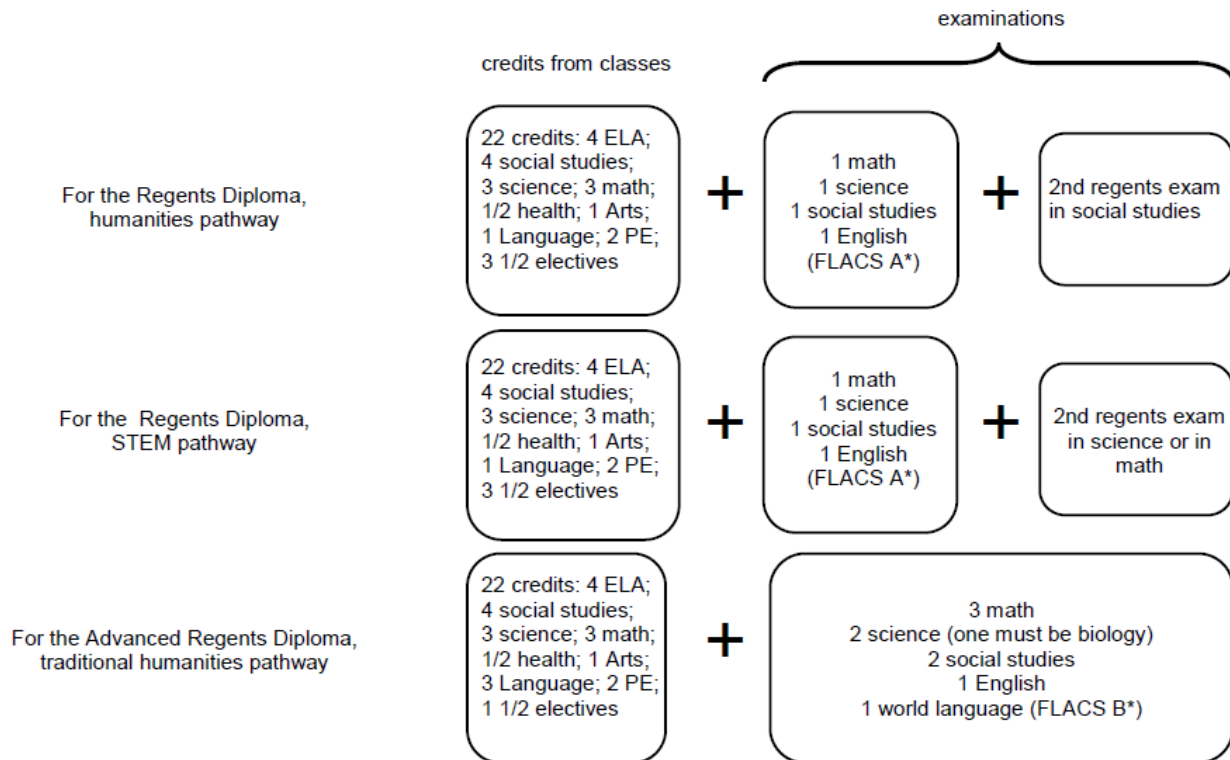 examinations
credits from classes
For the Regents Diploma,
humanities pathway
22 credits: 4 ELA;
4 social studies;
3 science; 3 math;
1/2 health; 1 Arts;
1 Language; 2 PE;
3 1/2 electives
+
1 math
1 science
1 social studies
1 English
(FLACS A*)
+
2nd regents exam
in social studies
For the Regents Diploma,
STEM pathway
22 credits: 4 ELA;
4 social studies;
3 science; 3 math;
1/2 health; 1 Arts;
1 Language; 2 PE;
3 1/2 electives
+
1 math
1 science
1 social studies
1 English
(FLACS A*)
+
2nd regents exam
in science or in
math
For the Advanced Regents Diploma,
traditional humanities pathway
22 credits: 4 ELA;
4 social studies;
3 science; 3 math;
1/2 health; 1 Arts;
3 Language; 2 PE;
1 1/2 electives
+
3 math
2 science (one must be biology)
2 social studies
1 English
1 world language (FLACS B*)